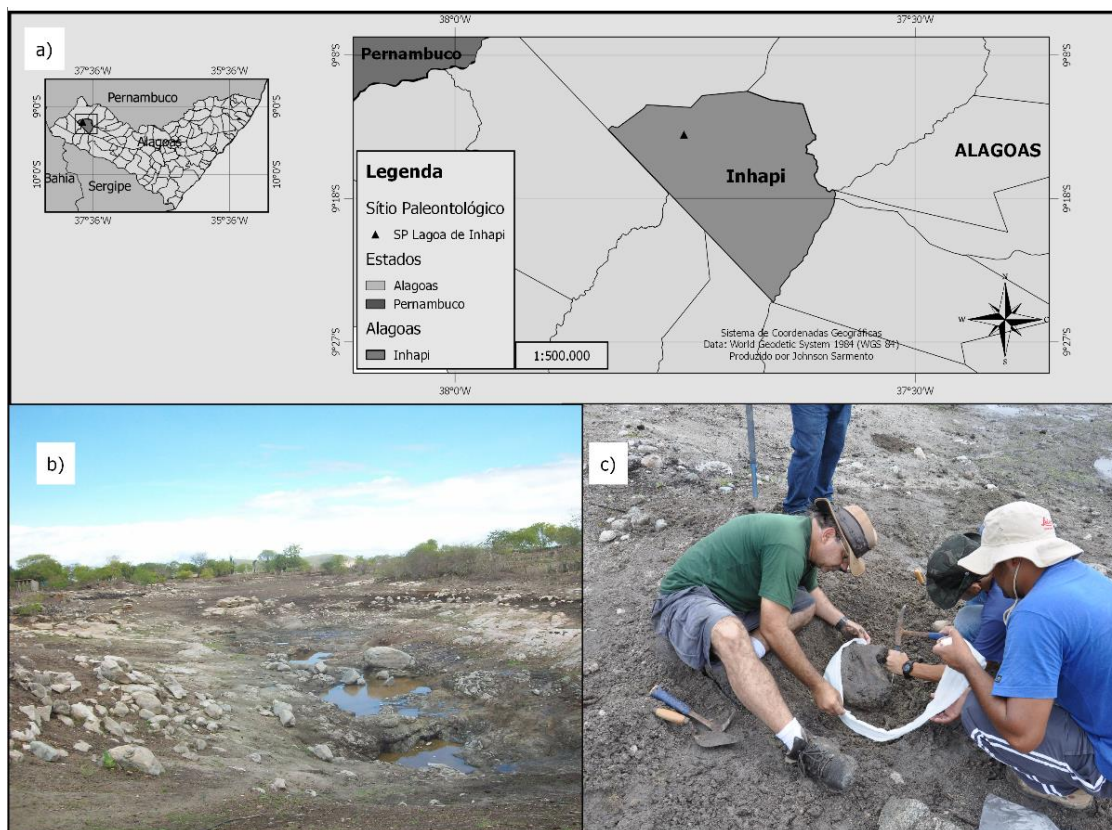 a)
37°36'W
35°36'W
9°0'S
9°0'S
Pernambuco
Alagoas
Bahia
Sergipe
10°0'S
10°0'S
37°36'W
35°36'W
38°0'W
37°30'W
Pernambuco
9°8'S
9°8'S
ALAGOAS
Inhapi
9°18'S
9°18'S
Legenda
Sítio Paleontológico
SP Lagoa de Inhapi
Estados
Alagoas
Pernambuco
Alagoas
Inhapi
1:500.000
N
W
S
Sistema de Coordenadas Geográficas
Data: World Geodetic System 1984 (WGS 84)
Produzido por Johnson Sarmento
9°27'S
9°27'S
38°0'W
37°30'W
b)
c)